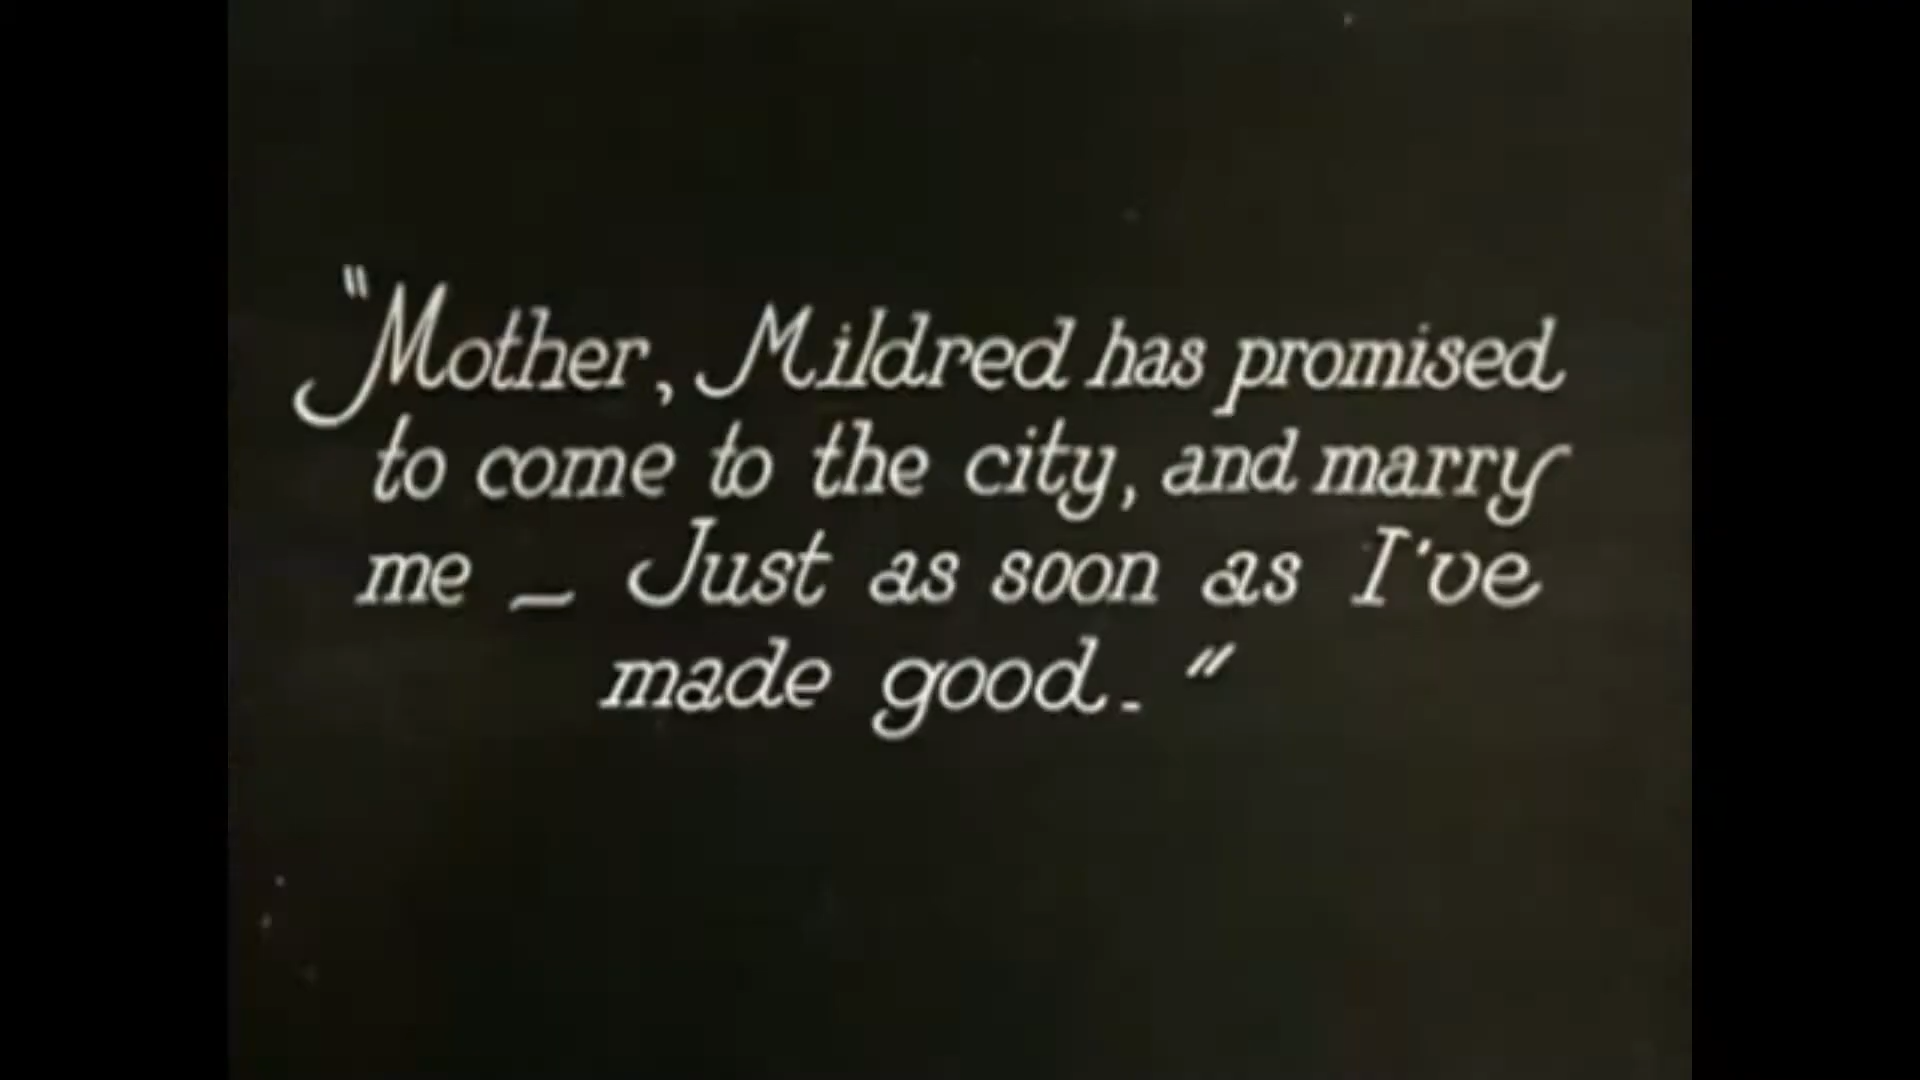 "Mother, Mildred has promised
to come to the city, and marry
me — Just as soon as I've
made good."